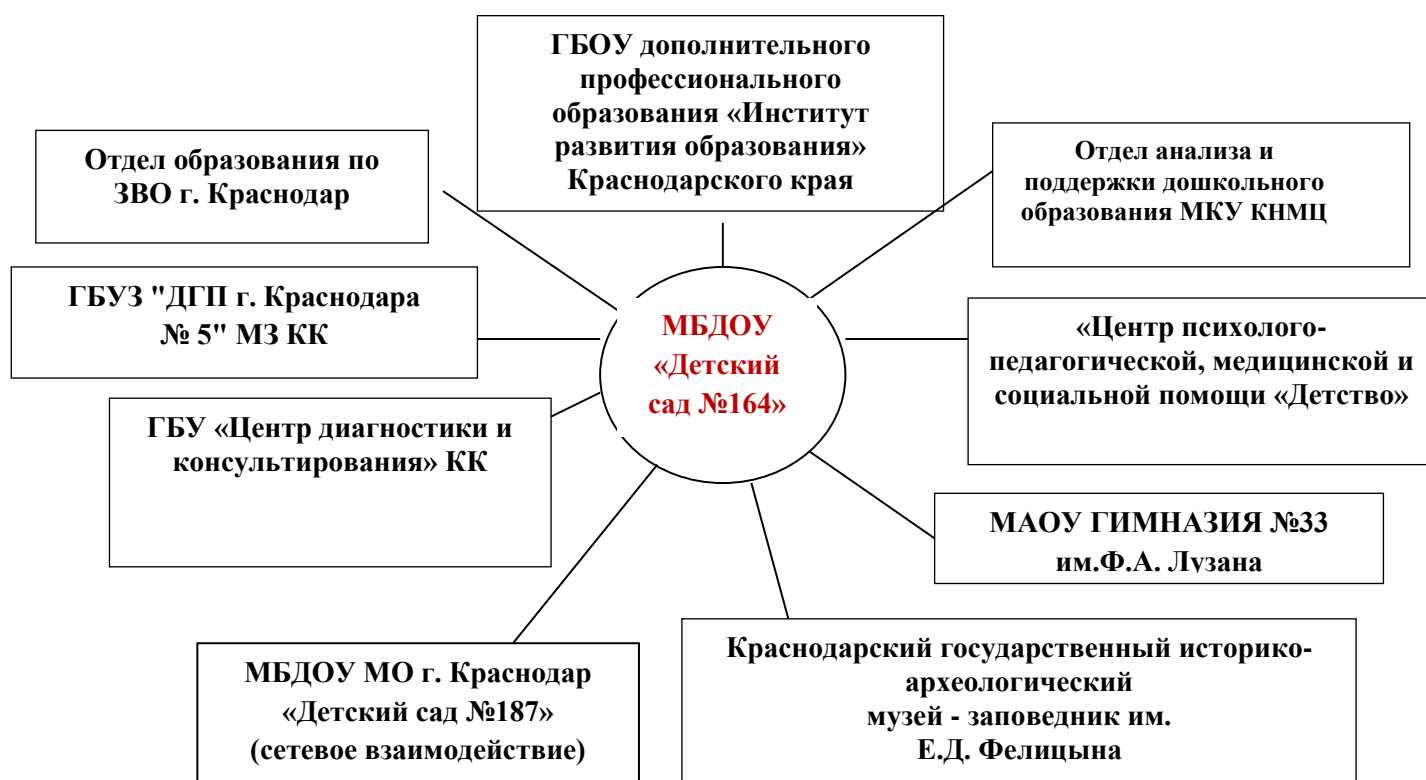 ГБОУ дополнительного
профессионального
образования «Институт
развития образования»
Краснодарского края
Отдел образования по
ЗВО г. Краснодар
Отдел анализа и
поддержки дошкольного
образования МКУ КНМЦ
ГБУЗ "ДГП г. Краснодара
№ 5" МЗ КК
МБДОУ
«Детский
сад №164»
«Центр психолого-
педагогической, медицинской и
социальной помощи «Детство»
ГБУ «Центр диагностики и
консультирования» КК
МАОУ ГИМНАЗИЯ №33
им.Ф.А. Лузана
МБДОУ МО г. Краснодар
«Детский сад №187»
(сетевое взаимодействие)
Краснодарский государственный историко-
археологический
музей - заповедник им.
Е.Д. Фелицына